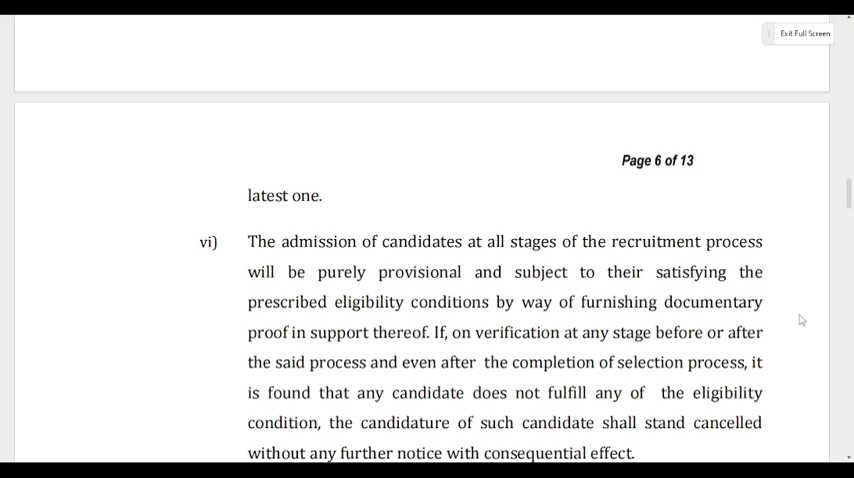 Exit Full Screen
Page 6 of 13
latest one.
vi) The admission of candidates at all stages of the recruitment process
will be purely provisional and subject to their satisfying the
prescribed eligibility conditions by way of furnishing documentary
proof in support thereof. If, on verification at any stage before or after
the said process and even after the completion of selection process, it
is found that any candidate does not fulfill any of the eligibility
condition, the candidature of such candidate shall stand cancelled
without any further notice with consequential effect.